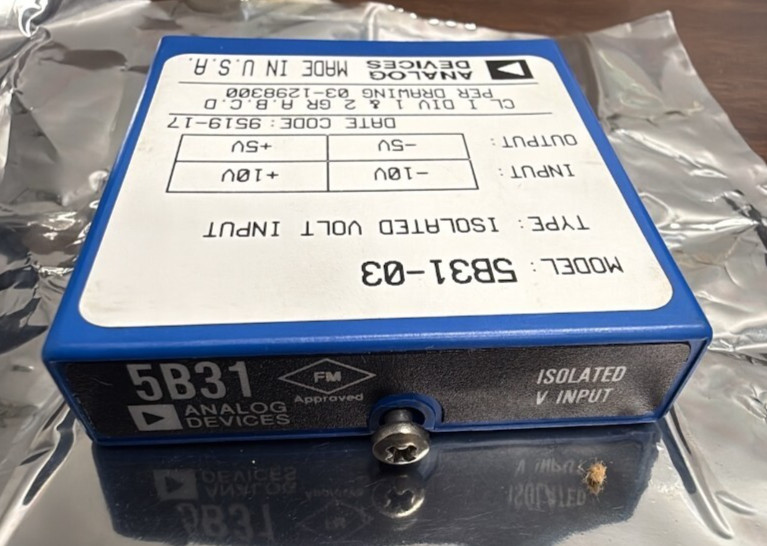 MODEL: 5B31-03
TYPE: ISOLATED VOLT INPUT
INPUT: -10V +10V
OUTPUT: -5V +5V
DATE CODE: 9519-17
CL I DIV 1 & 2 GR A.B.C.D
PER DRAWING 03-1298300
ANALOG DEVICES MADE IN U.S.A.
5B31
ANALOG
DEVICES
FM
Approved
ISOLATED
V INPUT